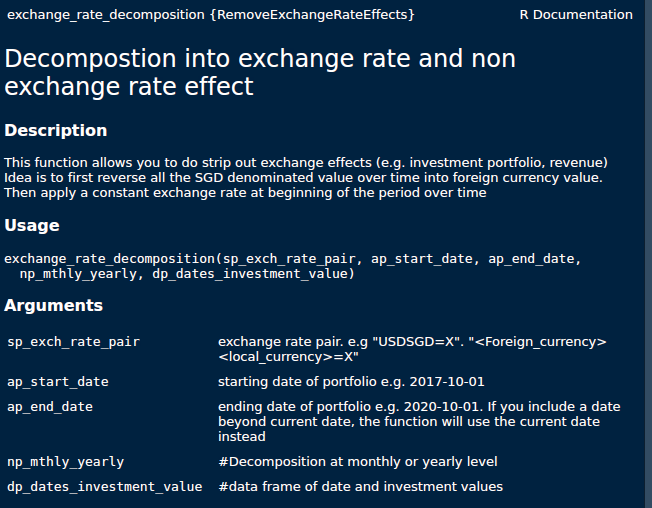 exchange_rate_decomposition {RemoveExchangeRateEffects} R Documentation
Decompostion into exchange rate and non
exchange rate effect
Description
This function allows you to do strip out exchange effects (e.g. investment portfolio, revenue)
Idea is to first reverse all the SGD denominated value over time into foreign currency value.
Then apply a constant exchange rate at beginning of the period over time
Usage
exchange_rate_decomposition(sp_exch_rate_pair, ap_start_date, ap_end_date,
np_mthly_yearly, dp_dates_investment_value)
Arguments
sp_exch_rate_pair exchange rate pair. e.g "USDSGD=X". "<Foreign_currency>
<local_currency>=X"
ap_start_date starting date of portfolio e.g. 2017-10-01
ap_end_date ending date of portfolio e.g. 2020-10-01. If you include a date
beyond current date, the function will use the current date
instead
np_mthly_yearly #Decomposition at monthly or yearly level
dp_dates_investment_value #data frame of date and investment values